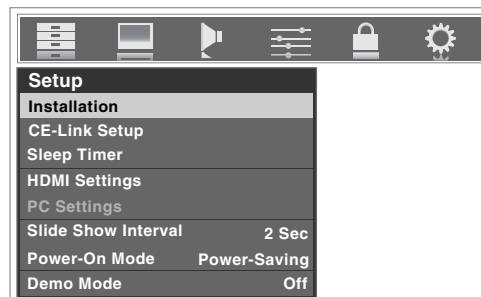 Setup
Installation
CE-Link Setup
Sleep Timer
HDMI Settings
PC Settings
Slide Show Interval 2 Sec
Power-On Mode Power-Saving
Demo Mode Off